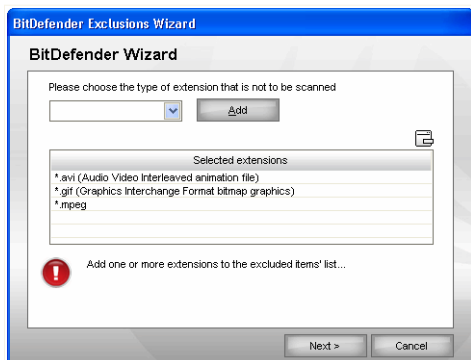 BitDefender Exclusions Wizard
BitDefender Wizard
Please choose the type of extension that is not to be scanned
Add
Selected extensions
*.avi (Audio Video Interleaved animation file)
*.gif (Graphics Interchange Format bitmap graphics)
*.mpeg
Add one or more extensions to the excluded items' list...
Next >
Cancel